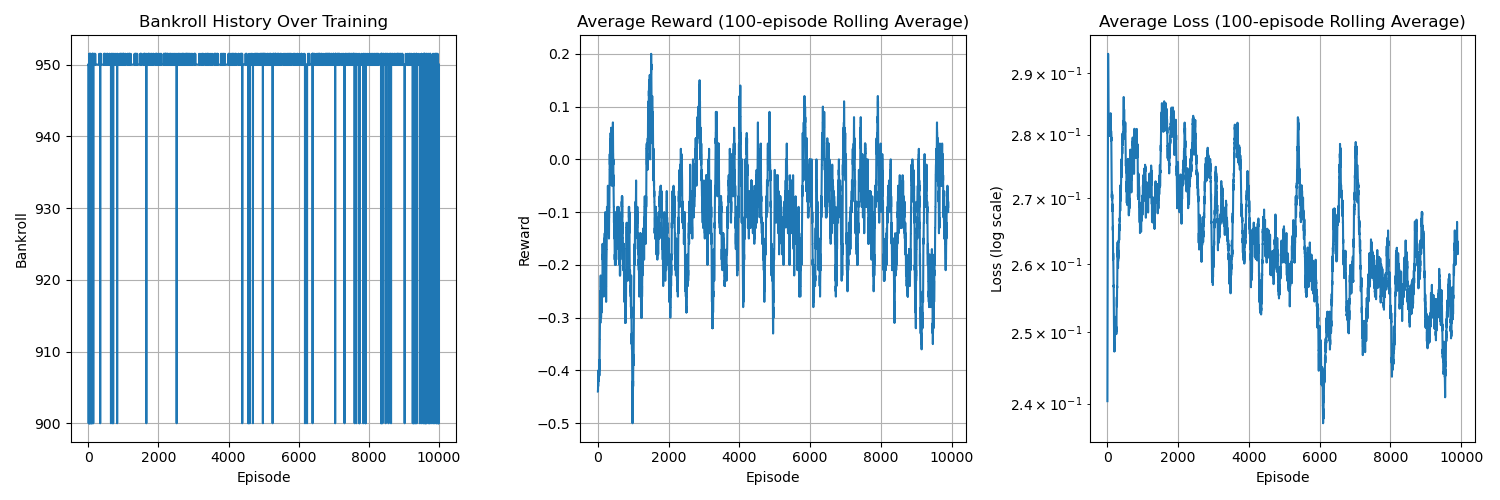 Bankroll History Over Training
950
940
930
920
910
900
Bankroll
0 2000 4000 6000 8000 10000
Episode
Average Reward (100-episode Rolling Average)
0.2
0.1
0.0
−0.1
−0.2
−0.3
−0.4
−0.5
Reward
0 2000 4000 6000 8000 10000
Episode
Average Loss (100-episode Rolling Average)
2.9 × 10⁻¹
2.8 × 10⁻¹
2.7 × 10⁻¹
2.6 × 10⁻¹
2.5 × 10⁻¹
2.4 × 10⁻¹
Loss (log scale)
0 2000 4000 6000 8000 10000
Episode